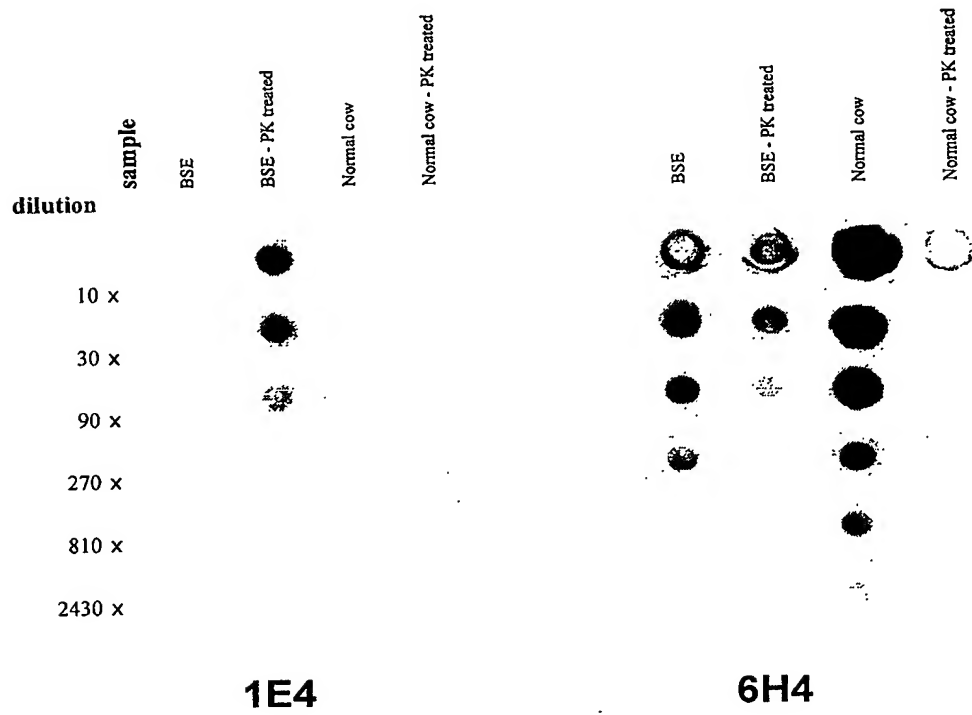 sample
BSE
BSE - PK treated
Normal cow
Normal cow - PK treated
BSE
BSE - PK treated
Normal cow
Normal cow - PK treated
dilution
10 x
30 x
90 x
270 x
810 x
2430 x
1E4
6H4